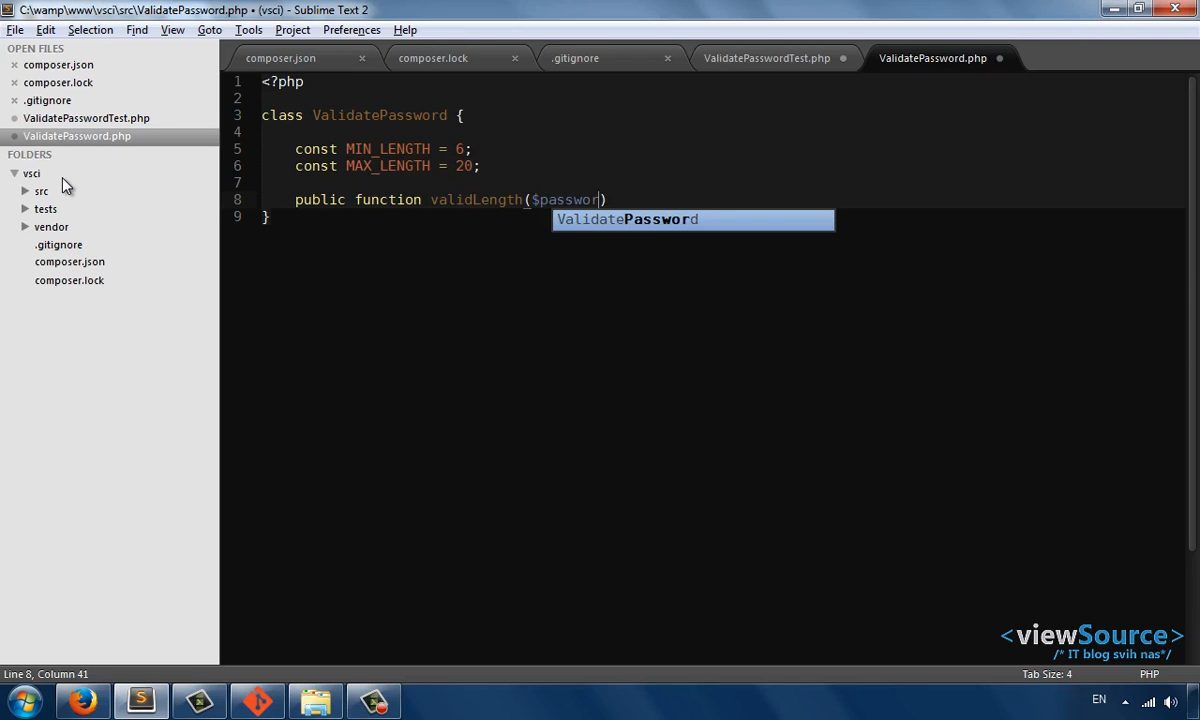 C:\wamp\www\vsci\src\ValidatePassword.php • (vsci) - Sublime Text 2
File Edit Selection Find View Goto Tools Project Preferences Help
OPEN FILES
composer.json
composer.lock
.gitignore
ValidatePasswordTest.php
ValidatePassword.php
FOLDERS
vsci
src
tests
vendor
.gitignore
composer.json
composer.lock
composer.json composer.lock .gitignore ValidatePasswordTest.php ValidatePassword.php
1 <?php
2
3 class ValidatePassword {
4
5 const MIN_LENGTH = 6;
6 const MAX_LENGTH = 20;
7
8 public function validLength($passwor)
ValidatePassword
9 }
<viewSource>
/* IT blog svih nas*/
Line 8, Column 41 Tab Size: 4 PHP
EN